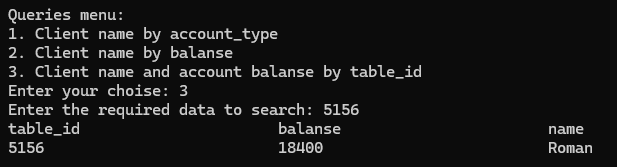 Queries menu:
1. Client name by account_type
2. Client name by balanse
3. Client name and account balanse by table_id
Enter your choise: 3
Enter the required data to search: 5156
table_id balanse name
5156 18400 Roman